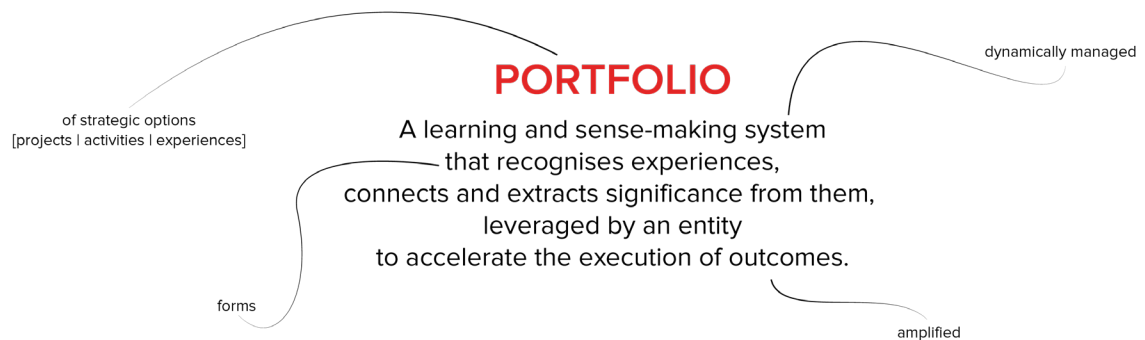 dynamically managed
PORTFOLIO
of strategic options
[projects | activities | experiences]
A learning and sense-making system
that recognises experiences,
connects and extracts significance from them,
leveraged by an entity
to accelerate the execution of outcomes.
forms
amplified